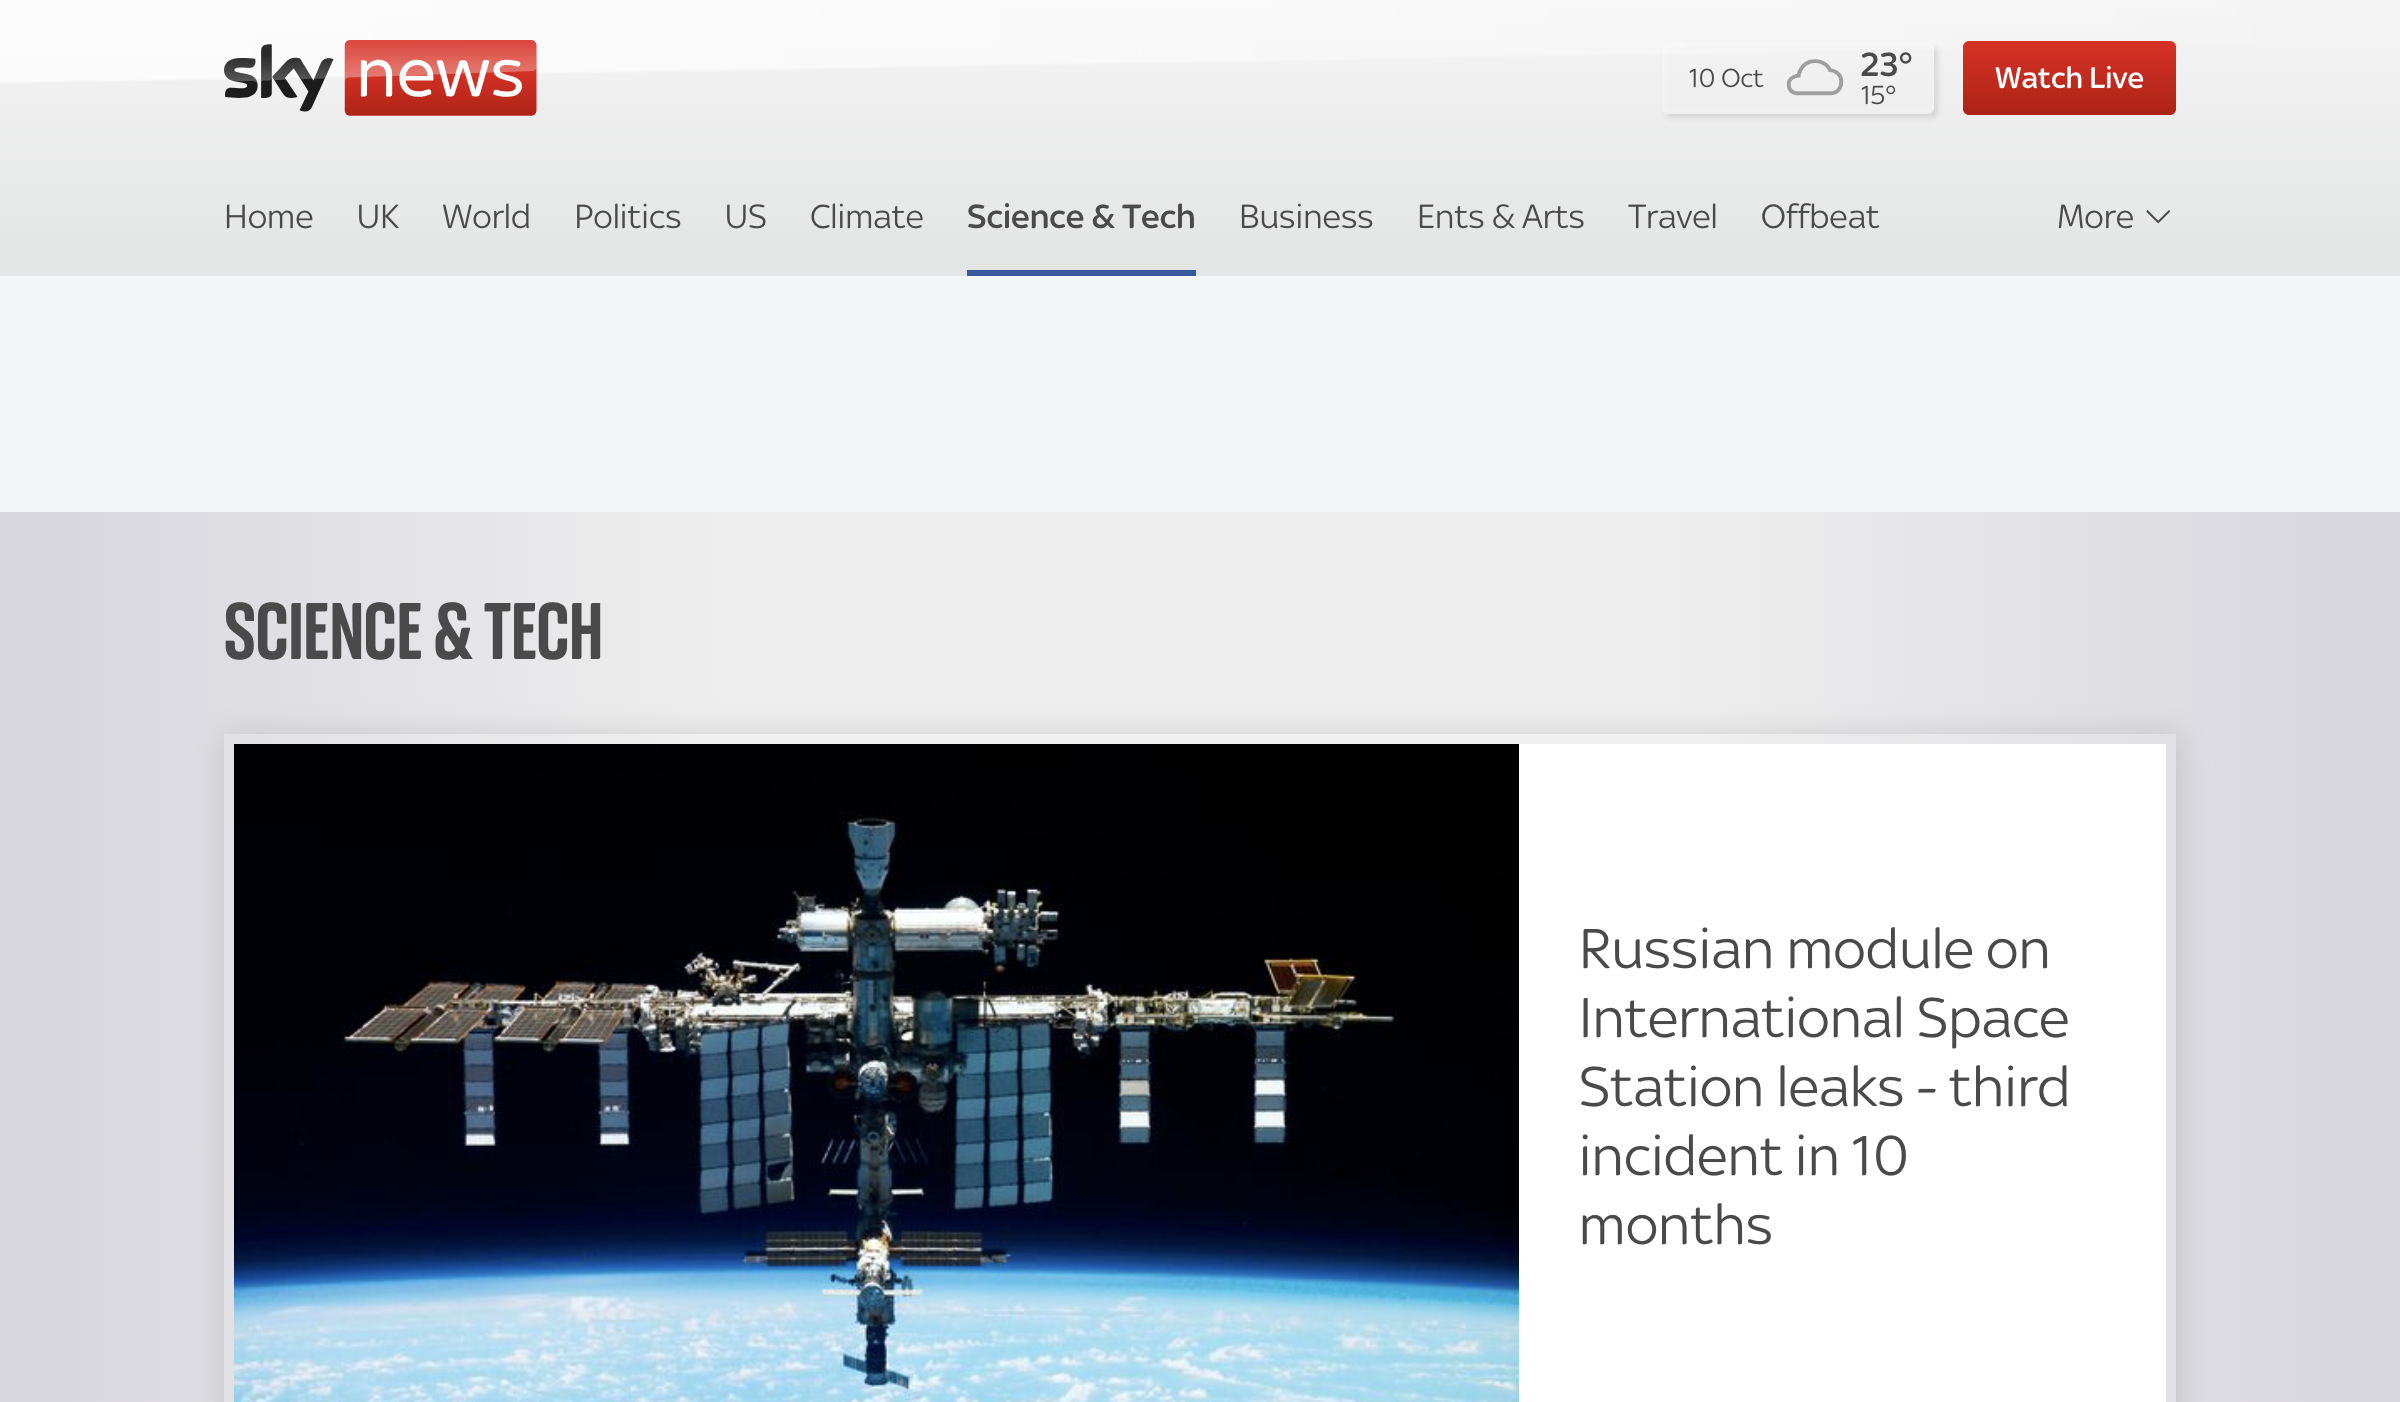 sky news
10 Oct 23° 15°
Watch Live
Home UK World Politics US Climate Science & Tech Business Ents & Arts Travel Offbeat More
SCIENCE & TECH
Russian module on
International Space
Station leaks - third
incident in 10
months